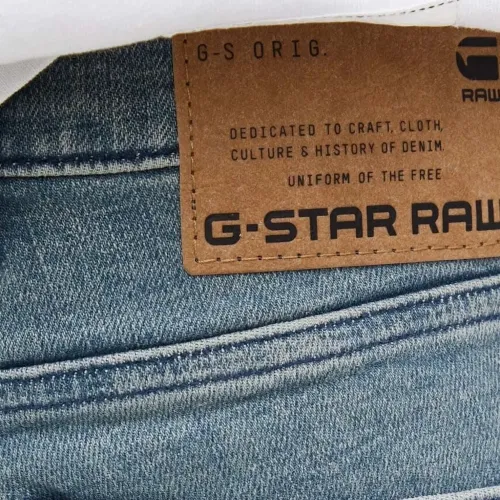 G-S ORIG.
RAW
DEDICATED TO CRAFT, CLOTH,
CULTURE & HISTORY OF DENIM
UNIFORM OF THE FREE
G-STAR RAW